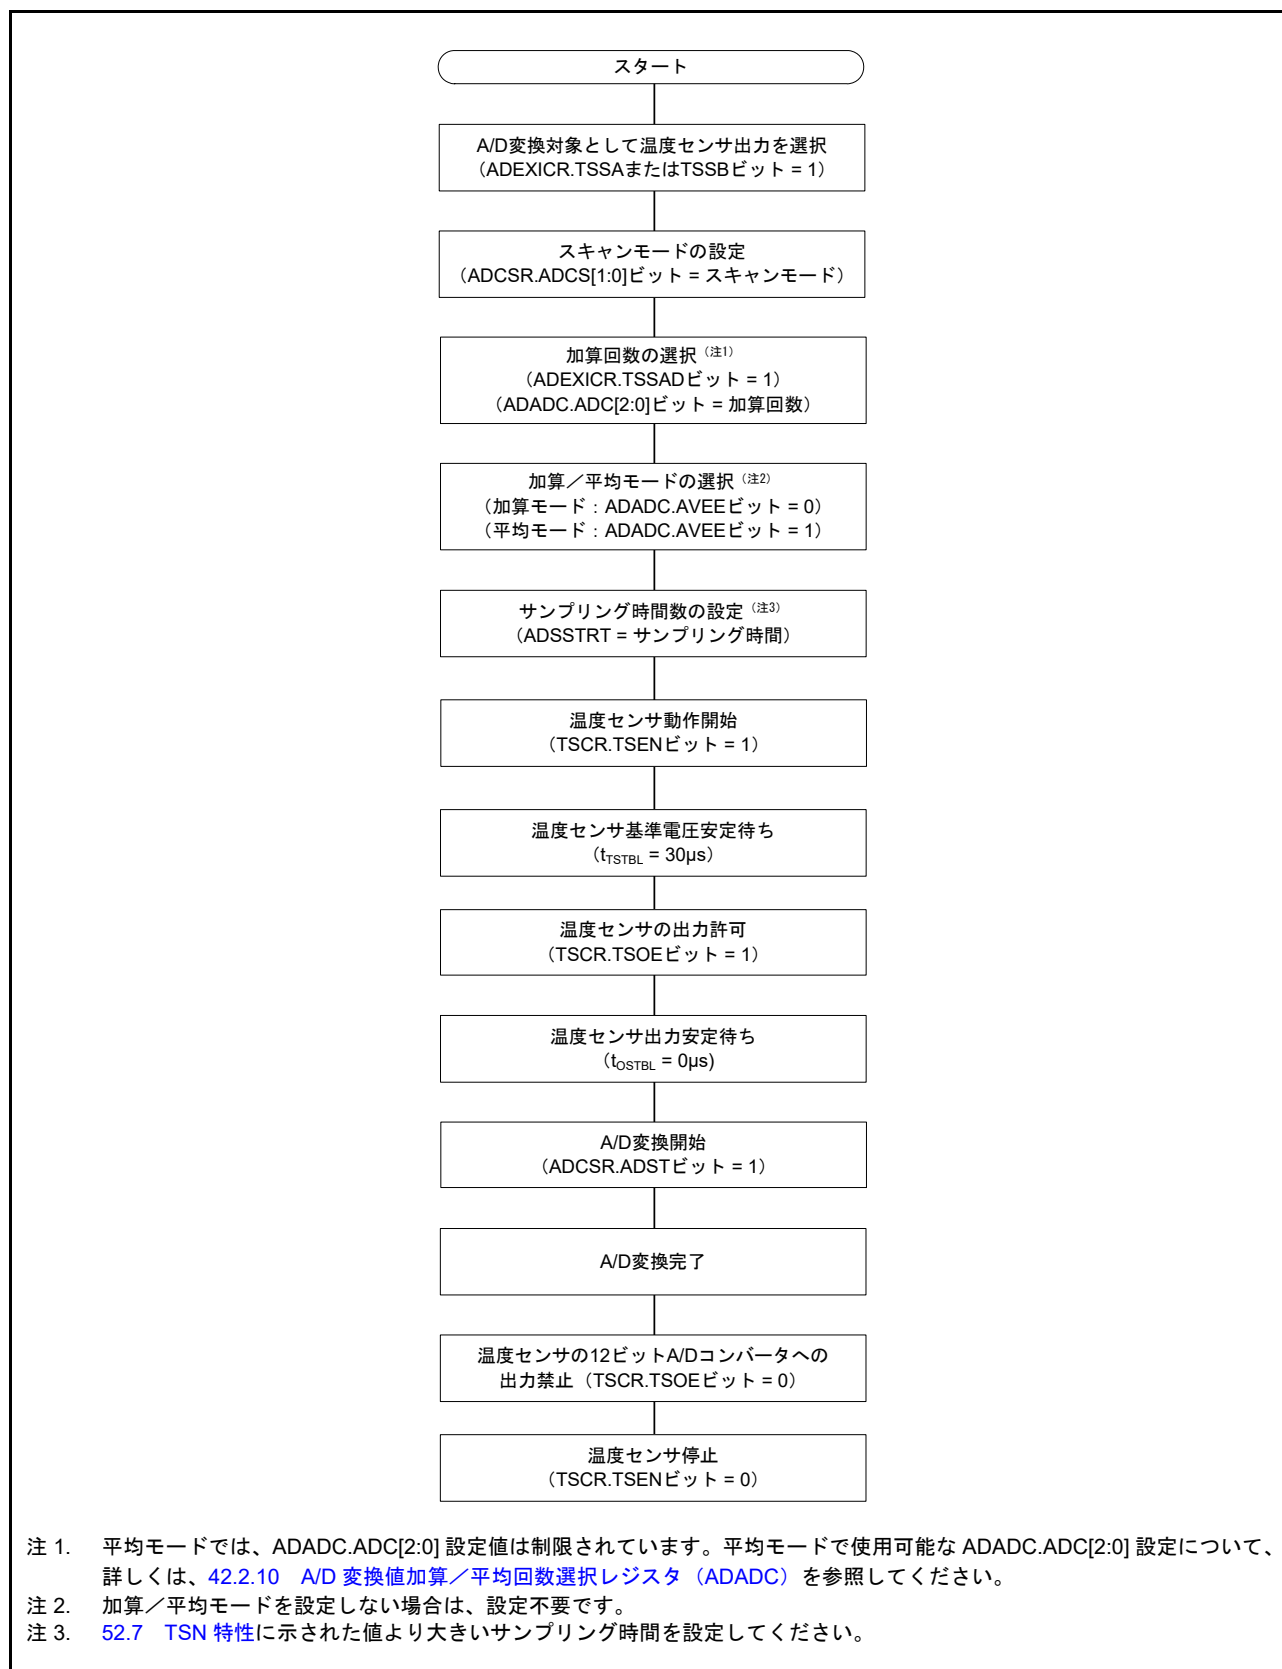 スタート
A/D変換対象として温度センサ出力を選択
（ADEXICR.TSSAまたはTSSBビット = 1）
スキャンモードの設定
（ADCSR.ADCS[1:0]ビット = スキャンモード）
加算回数の選択（注1）
（ADEXICR.TSSADビット = 1）
（ADADC.ADC[2:0]ビット = 加算回数）
加算／平均モードの選択（注2）
（加算モード：ADADC.AVEEビット = 0）
（平均モード：ADADC.AVEEビット = 1）
サンプリング時間数の設定（注3）
（ADSSTRT = サンプリング時間）
温度センサ動作開始
（TSCR.TSENビット = 1）
温度センサ基準電圧安定待ち
（tTSTBL = 30µs）
温度センサの出力許可
（TSCR.TSOEビット = 1）
温度センサ出力安定待ち
（tOSTBL = 0µs)
A/D変換開始
（ADCSR.ADSTビット = 1）
A/D変換完了
温度センサの12ビットA/Dコンバータへの
出力禁止（TSCR.TSOEビット = 0）
温度センサ停止
（TSCR.TSENビット = 0）
注 1. 平均モードでは、ADADC.ADC[2:0] 設定値は制限されています。平均モードで使用可能な ADADC.ADC[2:0] 設定について、
詳しくは、42.2.10 A/D 変換値加算／平均回数選択レジスタ（ADADC）を参照してください。
注 2. 加算／平均モードを設定しない場合は、設定不要です。
注 3. 52.7 TSN 特性に示された値より大きいサンプリング時間を設定してください。